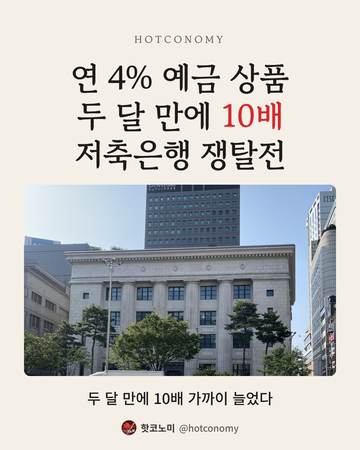 HOTCONOMY
연 4% 예금 상품
두 달 만에 10배
저축은행 쟁탈전
두 달 만에 10배 가까이 늘었다
핫코노미 @hotconomy